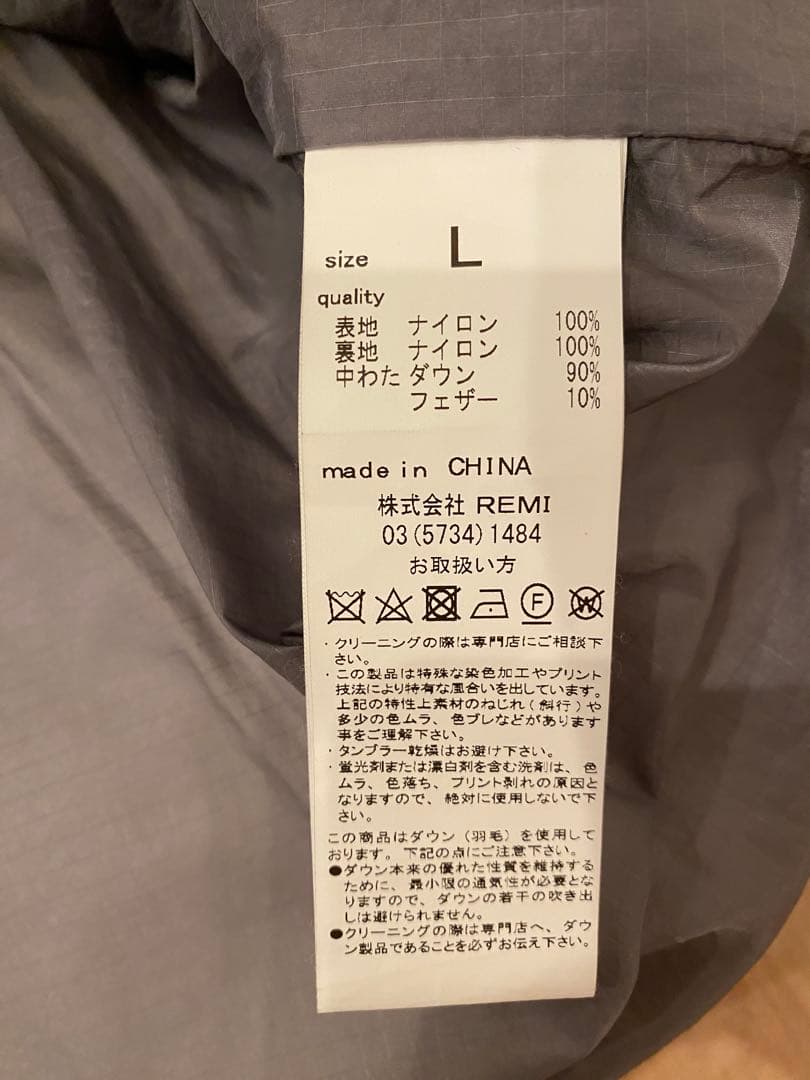 size L
quality
表地 ナイロン 100%
裏地 ナイロン 100%
中わた ダウン 90%
フェザー 10%
made in CHINA
株式会社 REMI
03(5734)1484
お取扱い方
F W
・クリーニングの際は専門店にご相談下
さい。
・この製品は特殊な染色加工やプリント
技法により特有な風合いを出しています。
上記の特性上素材のねじれ(斜行)や
多少の色ムラ、色ブレなどがあります
事をご理解下さい。
・タンブラー乾燥はお避け下さい。
・蛍光剤または漂白剤を含む洗剤は、色
ムラ、色落ち、プリント剥れの原因と
なりますので、絶対に使用しないで下
さい。
この商品はダウン(羽毛)を使用して
おります。下記の点にご注意下さい。
●ダウン本来の優れた性質を維持する
ために、最小限の通気性が必要とな
りますので、ダウンの若干の吹き出
しは避けられません。
●クリーニングの際は専門店へ、ダウ
ン製品であることを必ずお伝え下さい。